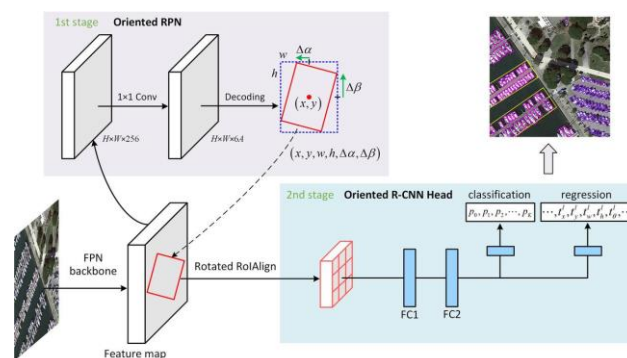 1st stage Oriented RPN
w Δα
h
Δβ
1×1 Conv
Decoding
(x, y)
H×W×256
H×W×6A
(x, y, w, h, Δα, Δβ)
2nd stage Oriented R-CNN Head
classification
regression
p₀, p₁, p₂, ⋯, p_K
FPN
backbone
Rotated RoIAlign
FC1
FC2
Feature map